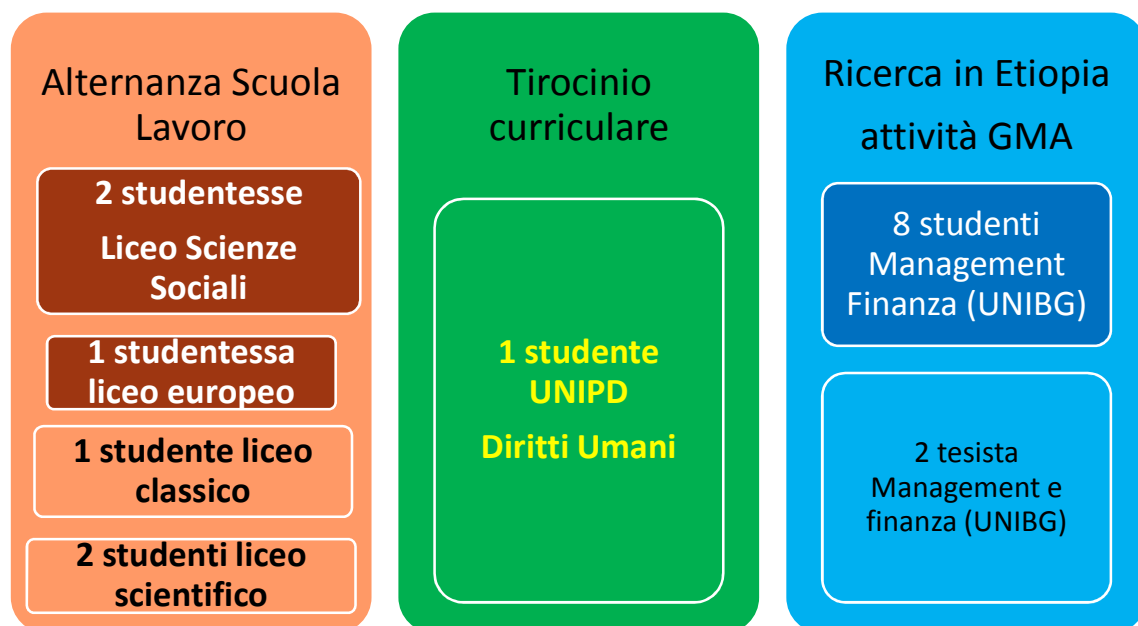 Alternanza Scuola
Lavoro
2 studentesse
Liceo Scienze
Sociali
1 studentessa
liceo europeo
1 studente liceo
classico
2 studenti liceo
scientifico
Tirocinio
curriculare
1 studente
UNIPD
Diritti Umani
Ricerca in Etiopia
attività GMA
8 studenti
Management
Finanza (UNIBG)
2 tesista
Management e
finanza (UNIBG)